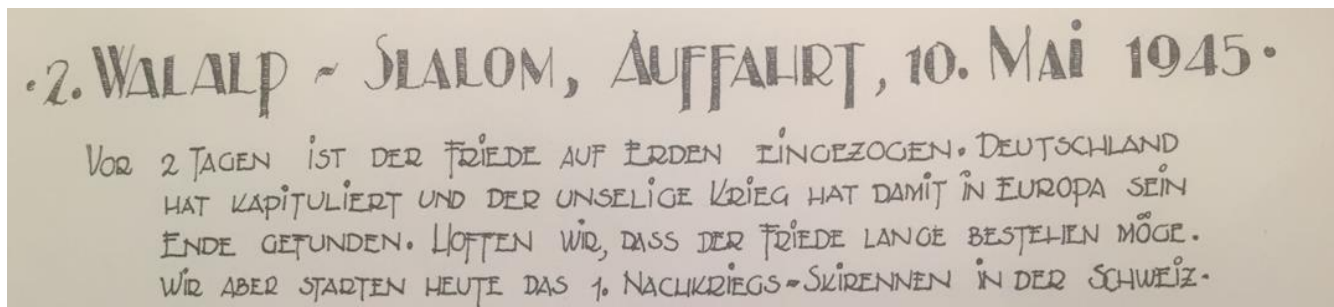 ·2. WALALP ~ SLALOM, AUFFAHRT, 10. MAI 1945·
VOR 2 TAGEN IST DER FRIEDE AUF ERDEN EINGEZOGEN. DEUTSCHLAND
HAT KAPITULIERT UND DER UNSELIGE KRIEG HAT DAMIT IN EUROPA SEIN
ENDE GEFUNDEN. HOFFEN WIR, DASS DER FRIEDE LANGE BESTEHEN MÖGE.
WIR ABER STARTEN HEUTE DAS 1. NACHKRIEGS-SKIRENNEN IN DER SCHWEIZ.